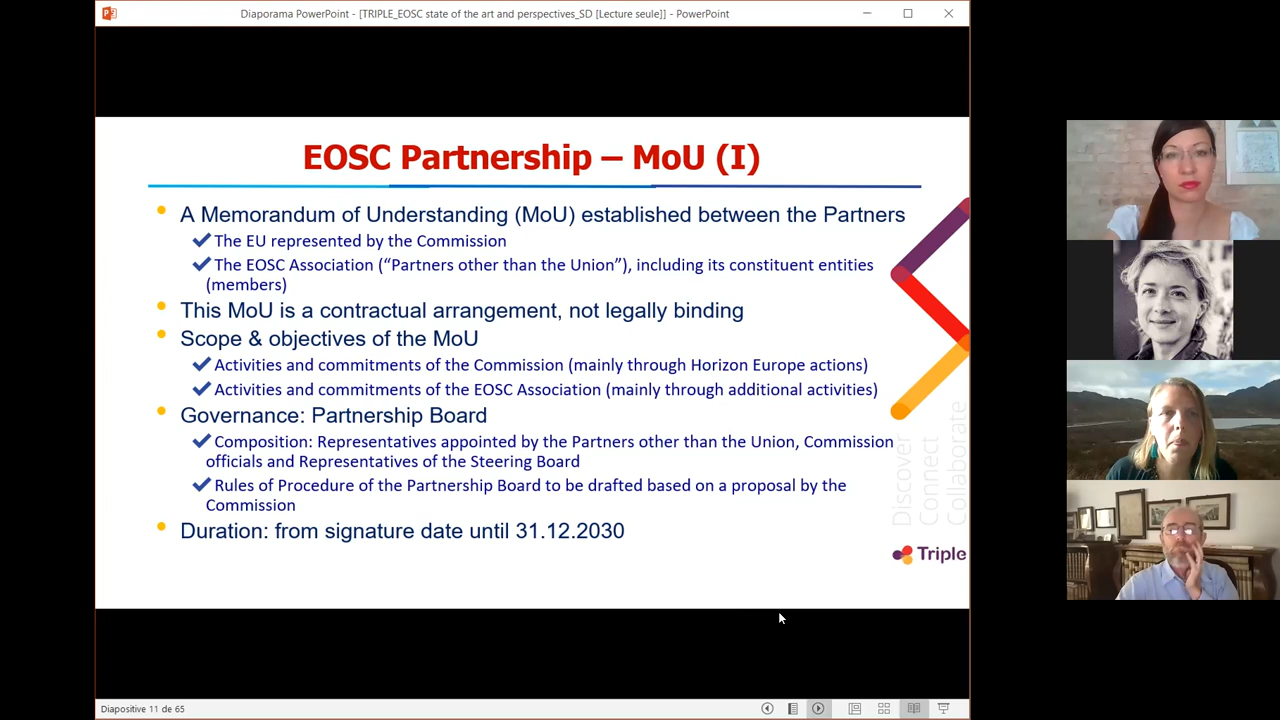 Diaporama PowerPoint - [TRIPLE_EOSC state of the art and perspectives_SD [Lecture seule]] - PowerPoint
EOSC Partnership – MoU (I)
• A Memorandum of Understanding (MoU) established between the Partners
✔ The EU represented by the Commission
✔ The EOSC Association (“Partners other than the Union”), including its constituent entities
(members)
• This MoU is a contractual arrangement, not legally binding
• Scope & objectives of the MoU
✔ Activities and commitments of the Commission (mainly through Horizon Europe actions)
✔ Activities and commitments of the EOSC Association (mainly through additional activities)
• Governance: Partnership Board
✔ Composition: Representatives appointed by the Partners other than the Union, Commission
officials and Representatives of the Steering Board
✔ Rules of Procedure of the Partnership Board to be drafted based on a proposal by the
Commission
• Duration: from signature date until 31.12.2030
Discover
Connect
Collaborate
Triple
Diapositive 11 de 65